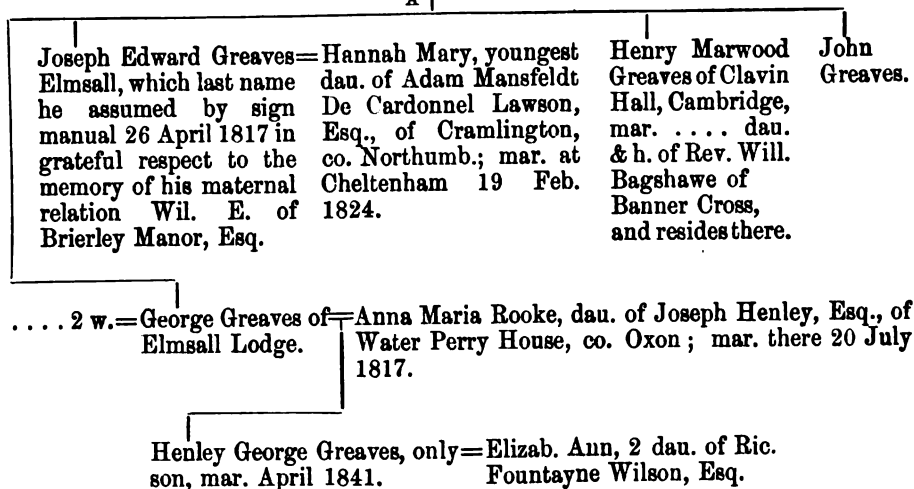 A
Joseph Edward Greaves=
Elmsall, which last name
he assumed by sign
manual 26 April 1817 in
grateful respect to the
memory of his maternal
relation Wil. E. of
Brierley Manor, Esq.
Hannah Mary, youngest
dau. of Adam Mansfeldt
De Cardonnel Lawson,
Esq., of Cramlington,
co. Northumb.; mar. at
Cheltenham 19 Feb.
1824.
Henry Marwood
Greaves of Clavin
Hall, Cambridge,
mar. .... dau.
& h. of Rev. Will.
Bagshawe of
Banner Cross,
and resides there.
John
Greaves.
.... 2 w.=George Greaves of=Anna Maria Rooke, dau. of Joseph Henley, Esq., of
Elmsall Lodge.
Water Perry House, co. Oxon ; mar. there 20 July
1817.
Henley George Greaves, only=Elizab. Ann, 2 dau. of Ric.
son, mar. April 1841.
Fountayne Wilson, Esq.